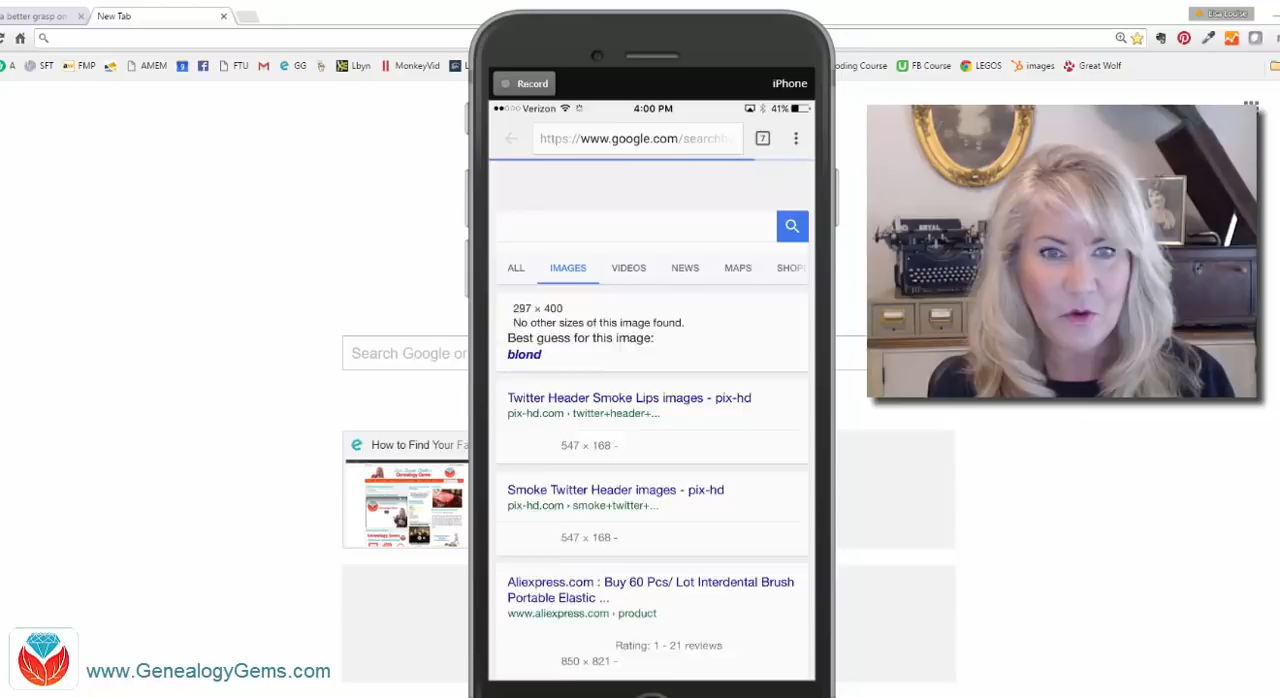 a better grasp on
New Tab
Lisa Louise
A SFT FMP AMEM FTU GG Lbyn MonkeyVid
oding Course FB Course LEGOS images Great Wolf
Record
iPhone
Verizon 4:00 PM 41%
https://www.google.com/searchb
7
ALL IMAGES VIDEOS NEWS MAPS SHOP
297 × 400
No other sizes of this image found.
Best guess for this image:
blond
Search Google or
Twitter Header Smoke Lips images - pix-hd
pix-hd.com › twitter+header+...
547 × 168 -
How to Find Your Fa
Smoke Twitter Header images - pix-hd
pix-hd.com › smoke+twitter+...
547 × 168 -
Aliexpress.com : Buy 60 Pcs/ Lot Interdental Brush
Portable Elastic ...
www.aliexpress.com › product
Rating: 1 - 21 reviews
850 × 821 -
ROYAL
www.GenealogyGems.com